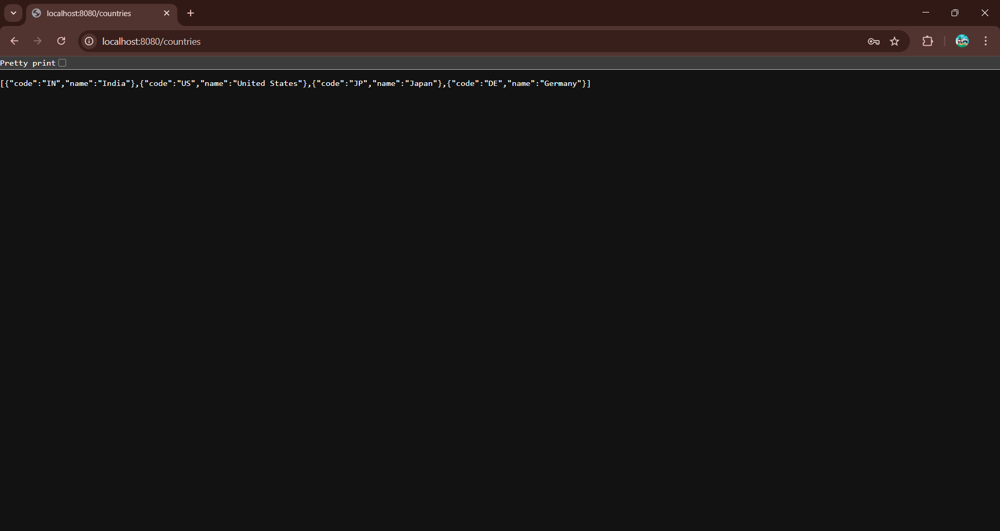 localhost:8080/countries
localhost:8080/countries
Pretty print
[{"code":"IN","name":"India"},{"code":"US","name":"United States"},{"code":"JP","name":"Japan"},{"code":"DE","name":"Germany"}]